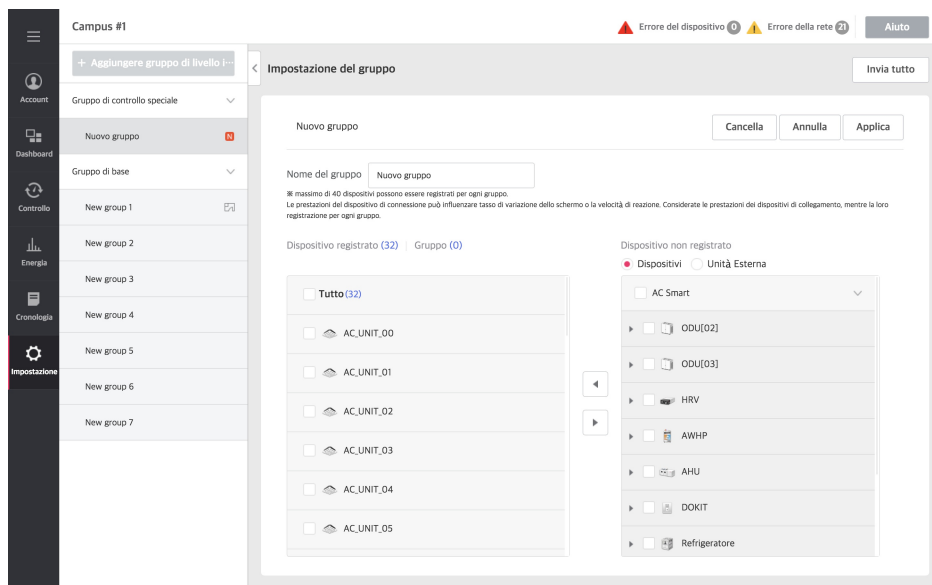 Campus #1
Errore del dispositivo 0
Errore della rete 21
Aiuto
Account
Dashboard
Controllo
Energia
Cronologia
Impostazione
+ Aggiungere gruppo di livello i...
Gruppo di controllo speciale
Nuovo gruppo N
Gruppo di base
New group 1
New group 2
New group 3
New group 4
New group 5
New group 6
New group 7
Impostazione del gruppo
Invia tutto
Nuovo gruppo
Cancella
Annulla
Applica
Nome del gruppo Nuovo gruppo
※ massimo di 40 dispositivi possono essere registrati per ogni gruppo.
Le prestazioni del dispositivo di connessione può influenzare tasso di variazione dello schermo o la velocità di reazione. Considerate le prestazioni dei dispositivi di collegamento, mentre la loro
registrazione per ogni gruppo.
Dispositivo registrato (32) | Gruppo (0)
Tutto (32)
AC_UNIT_00
AC_UNIT_01
AC_UNIT_02
AC_UNIT_03
AC_UNIT_04
AC_UNIT_05
Dispositivo non registrato
Dispositivi
Unità Esterna
AC Smart
ODU[02]
ODU[03]
HRV
AWHP
AHU
DOKIT
Refrigeratore